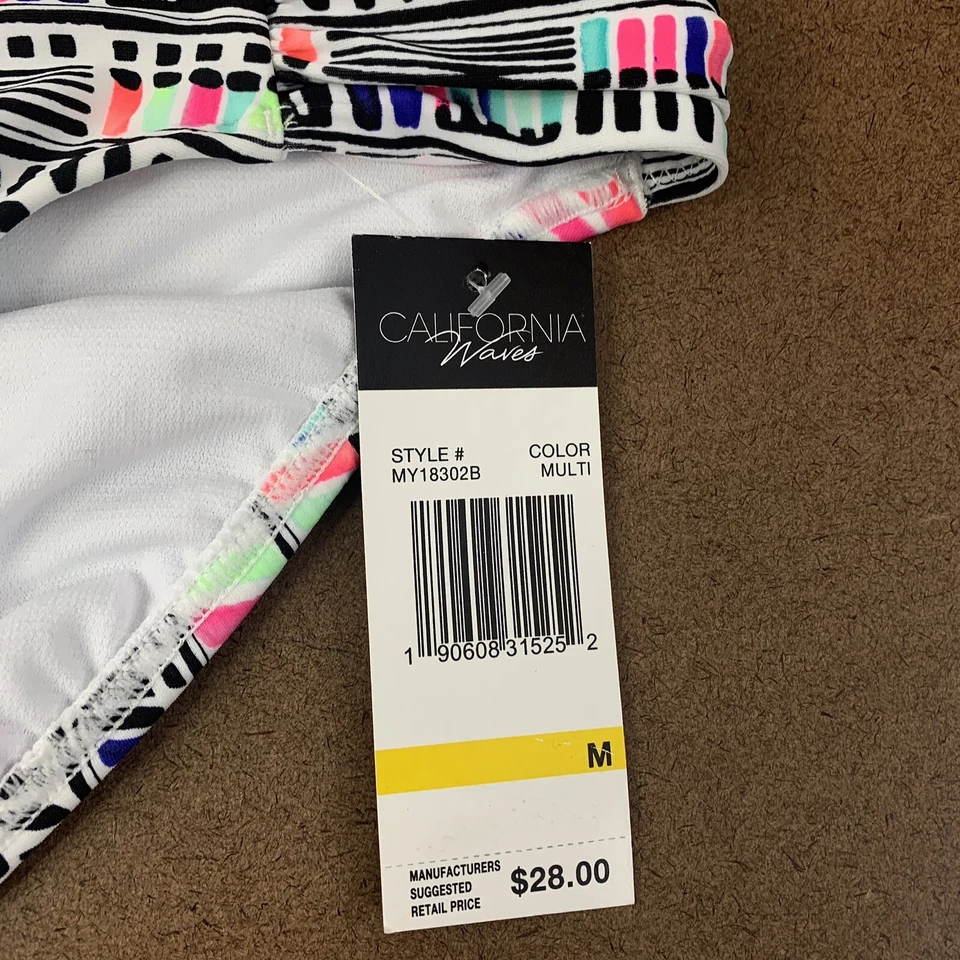 CALIFORNIA
Waves
STYLE #
MY18302B
COLOR
MULTI
1 90608 31525 2
M
MANUFACTURERS
SUGGESTED
RETAIL PRICE
$28.00